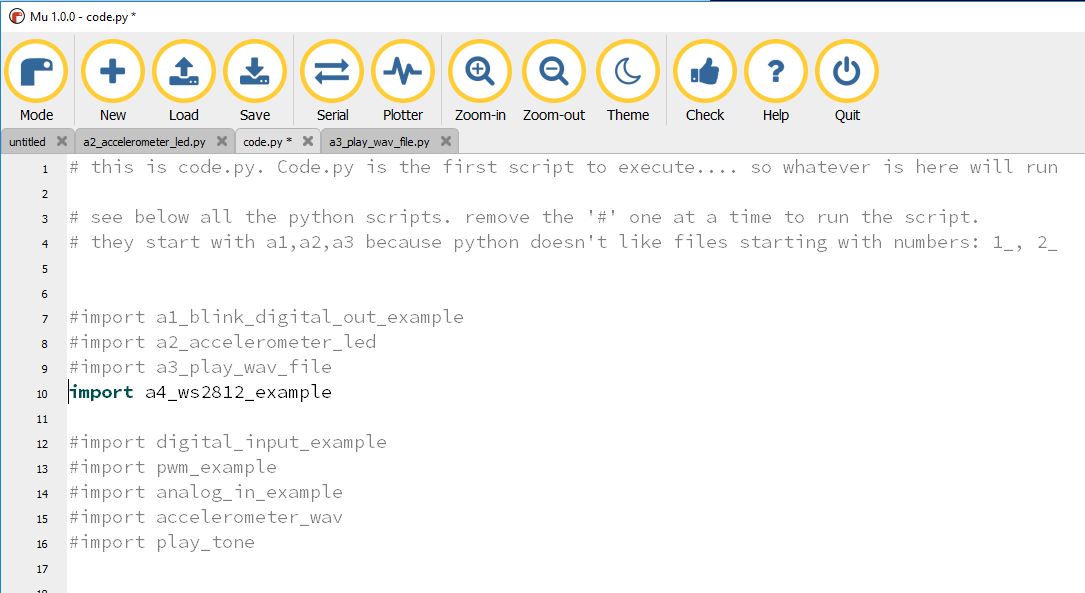 Mu 1.0.0 - code.py *
Mode New Load Save Serial Plotter Zoom-in Zoom-out Theme Check Help Quit
untitled a2_accelerometer_led.py code.py * a3_play_wav_file.py
1 # this is code.py. Code.py is the first script to execute.... so whatever is here will run
2
3 # see below all the python scripts. remove the '#' one at a time to run the script.
4 # they start with a1,a2,a3 because python doesn't like files starting with numbers: 1_, 2_
5
6
7 #import a1_blink_digital_out_example
8 #import a2_accelerometer_led
9 #import a3_play_wav_file
10 import a4_ws2812_example
11
12 #import digital_input_example
13 #import pwm_example
14 #import analog_in_example
15 #import accelerometer_wav
16 #import play_tone
17